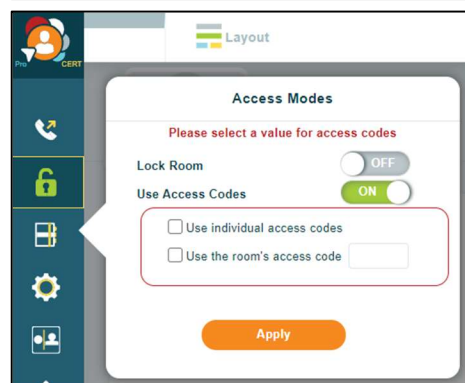 Layout
Pro CERT
Access Modes
Please select a value for access codes
Lock Room OFF
Use Access Codes ON
Use individual access codes
Use the room's access code
Apply